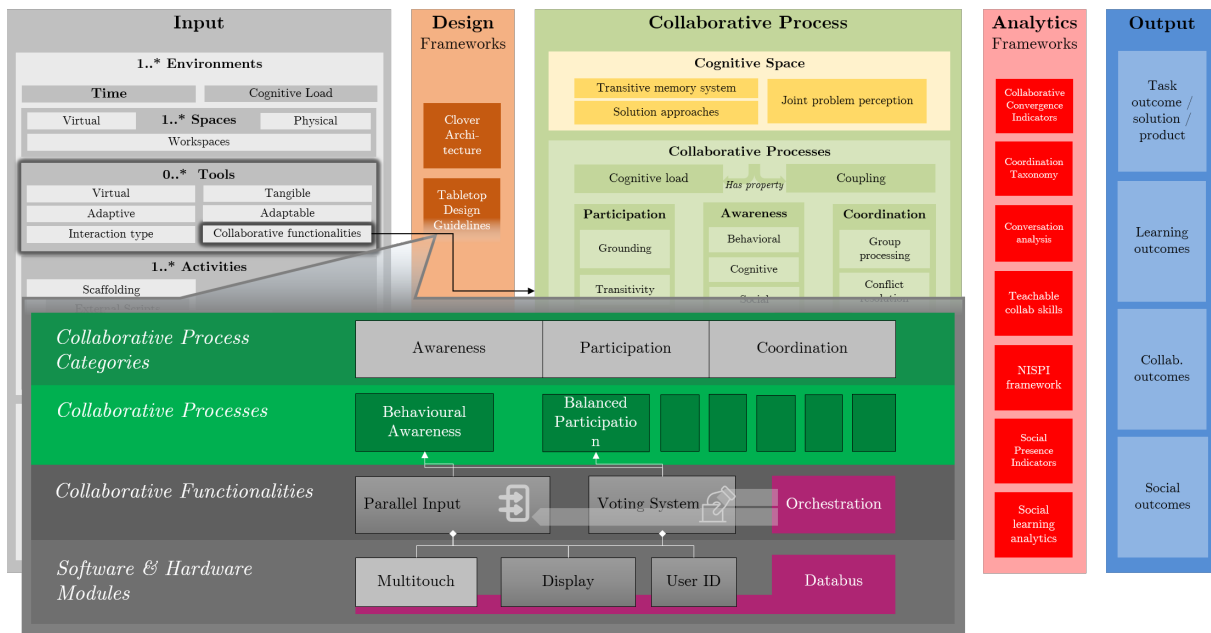 Input
1..* Environments
Time
Cognitive Load
Virtual
1..* Spaces
Physical
Workspaces
0..* Tools
Virtual
Tangible
Adaptive
Adaptable
Interaction type
Collaborative functionalities
1..* Activities
Scaffolding
Design
Frameworks
Clover
Archi-
tecture
Tabletop
Design
Guidelines
Collaborative Process
Cognitive Space
Transitive memory system
Solution approaches
Joint problem perception
Collaborative Processes
Cognitive load
Has property
Coupling
Participation
Grounding
Transitivity
Awareness
Behavioral
Cognitive
Social
Coordination
Group
processing
Conflict
resolution
Analytics
Frameworks
Collaborative
Convergence
Indicators
Coordination
Taxonomy
Conversation
analysis
Teachable
collab skills
NISPI
framework
Social
Presence
Indicators
Social
learning
analytics
Output
Task
outcome /
solution /
product
Learning
outcomes
Collab.
outcomes
Social
outcomes
Collaborative Process
Categories
Awareness
Participation
Coordination
Collaborative Processes
Behavioural
Awareness
Balanced
Participatio
n
Collaborative Functionalities
Parallel Input
Voting System
Orchestration
Software & Hardware
Modules
Multitouch
Display
User ID
Databus